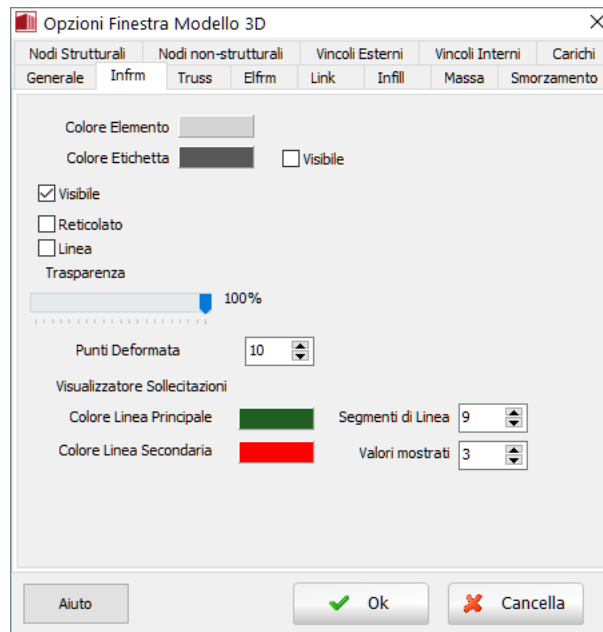 Opzioni Finestra Modello 3D
Nodi Strutturali Nodi non-strutturali Vincoli Esterni Vincoli Interni Carichi
Generale Infrm Truss Elfrm Link Infill Massa Smorzamento
Colore Elemento
Colore Etichetta Visibile
Visibile
Reticolato
Linea
Trasparenza
100%
Punti Deformata 10
Visualizzatore Sollecitazioni
Colore Linea Principale Segmenti di Linea 9
Colore Linea Secondaria Valori mostrati 3
Aiuto Ok Cancella